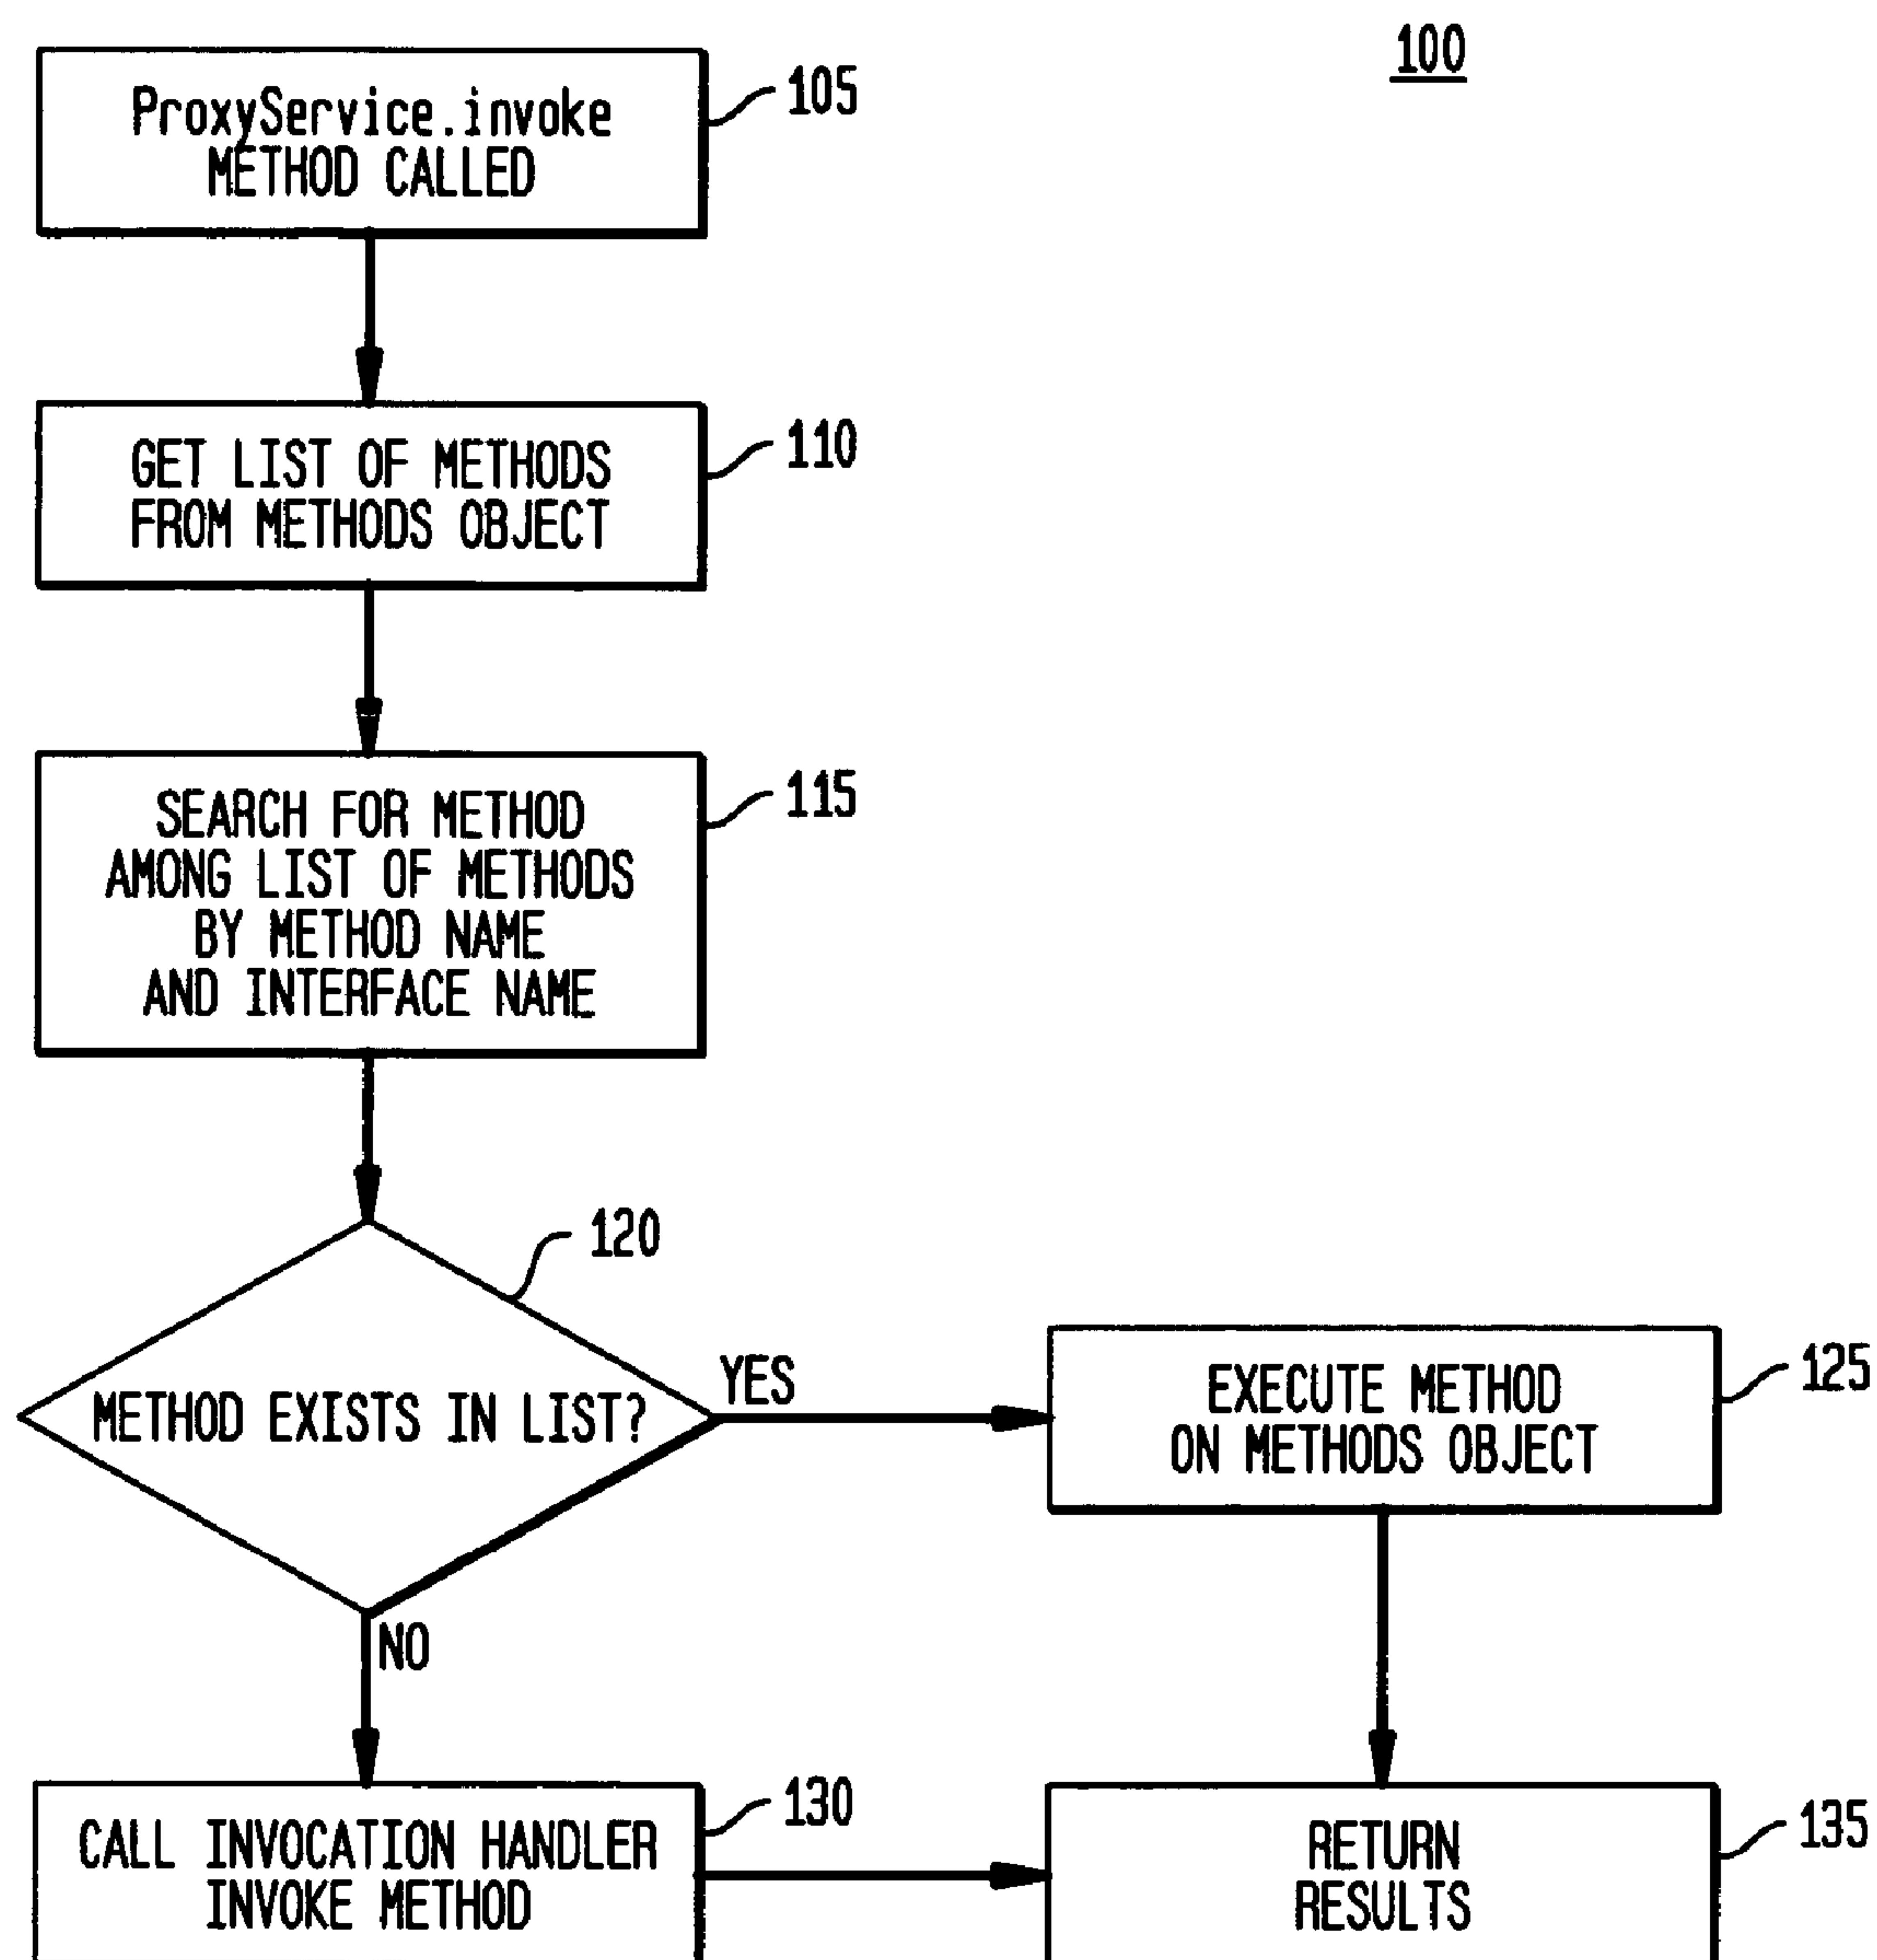 100
ProxyService.invoke
METHOD CALLED
105
GET LIST OF METHODS
FROM METHODS OBJECT
110
SEARCH FOR METHOD
AMONG LIST OF METHODS
BY METHOD NAME
AND INTERFACE NAME
115
120
METHOD EXISTS IN LIST?
YES
NO
EXECUTE METHOD
ON METHODS OBJECT
125
CALL INVOCATION HANDLER
INVOKE METHOD
130
RETURN
RESULTS
135